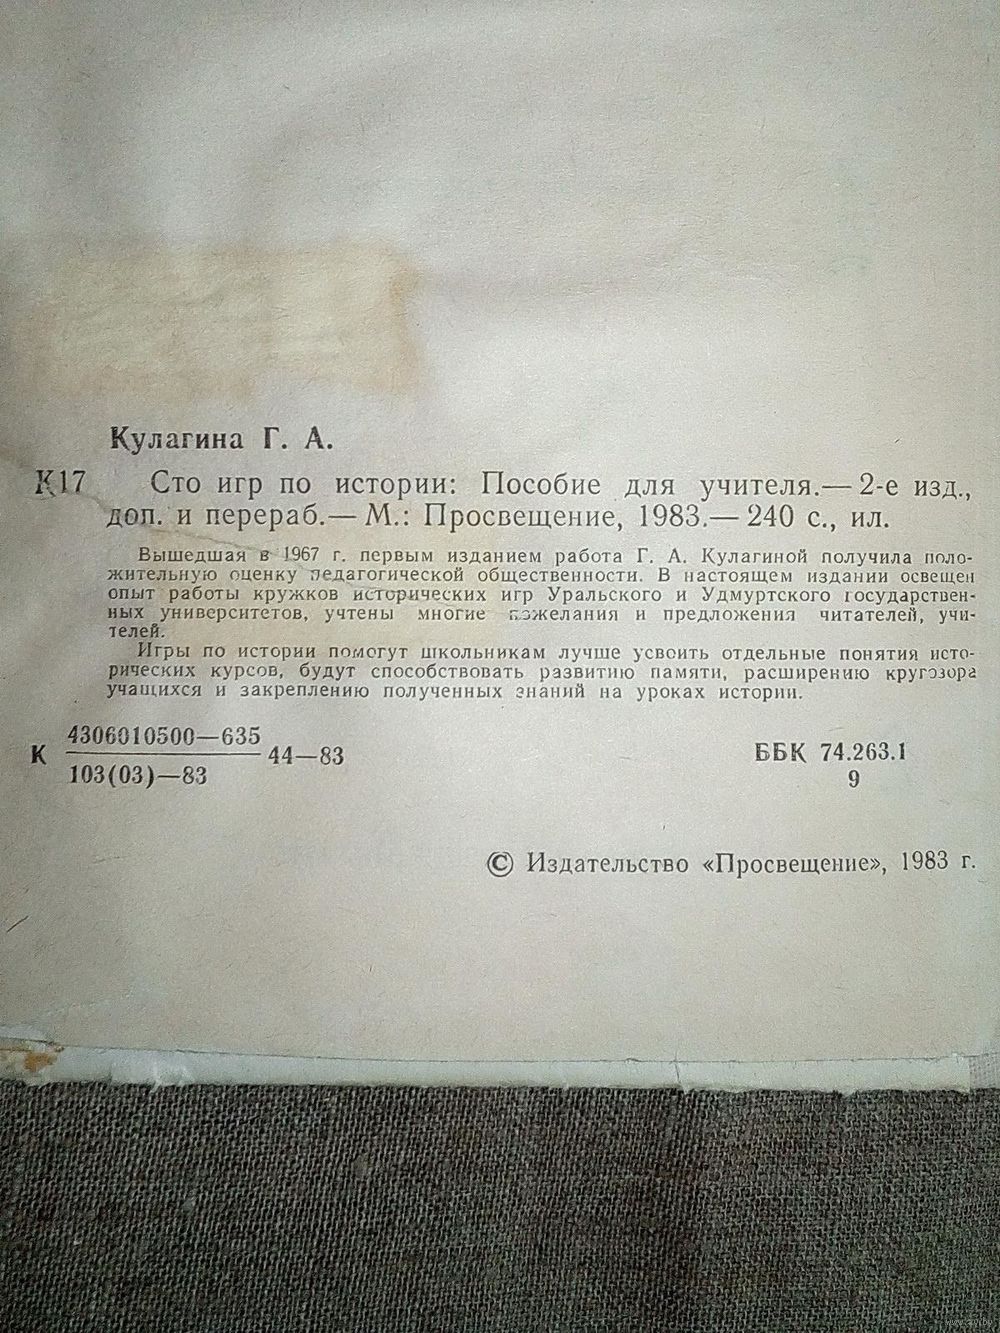 Кулагина Г. А.
К17 Сто игр по истории: Пособие для учителя.— 2-е изд.,
доп. и перераб.— М.: Просвещение, 1983.— 240 с., ил.
Вышедшая в 1967 г. первым изданием работа Г. А. Кулагиной получила поло-
жительную оценку педагогической общественности. В настоящем издании освещен
опыт работы кружков исторических игр Уральского и Удмуртского государствен-
ных университетов, учтены многие пожелания и предложения читателей, учи-
телей.
Игры по истории помогут школьникам лучше усвоить отдельные понятия исто-
рических курсов, будут способствовать развитию памяти, расширению кругозора
учащихся и закреплению полученных знаний на уроках истории.
4306010500—635
К 44—83
103(03)—83
ББК 74.263.1
9
© Издательство «Просвещение», 1983 г.